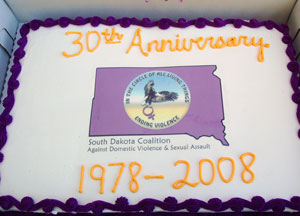 30th Anniversary
IN THE CIRCLE OF ALL LIVING THINGS
ENDING VIOLENCE
South Dakota Coalition
Against Domestic Violence & Sexual Assault
1978-2008